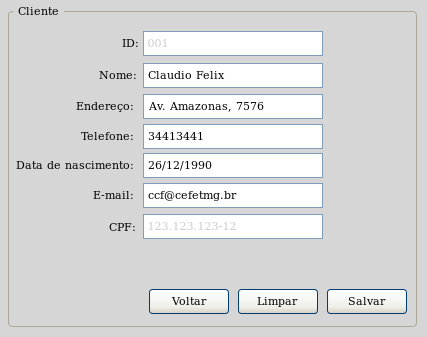 Cliente
ID: 001
Nome: Claudio Felix
Endereço: Av. Amazonas, 7576
Telefone: 34413441
Data de nascimento: 26/12/1990
E-mail: ccf@cefetmg.br
CPF: 123.123.123-12
Voltar Limpar Salvar